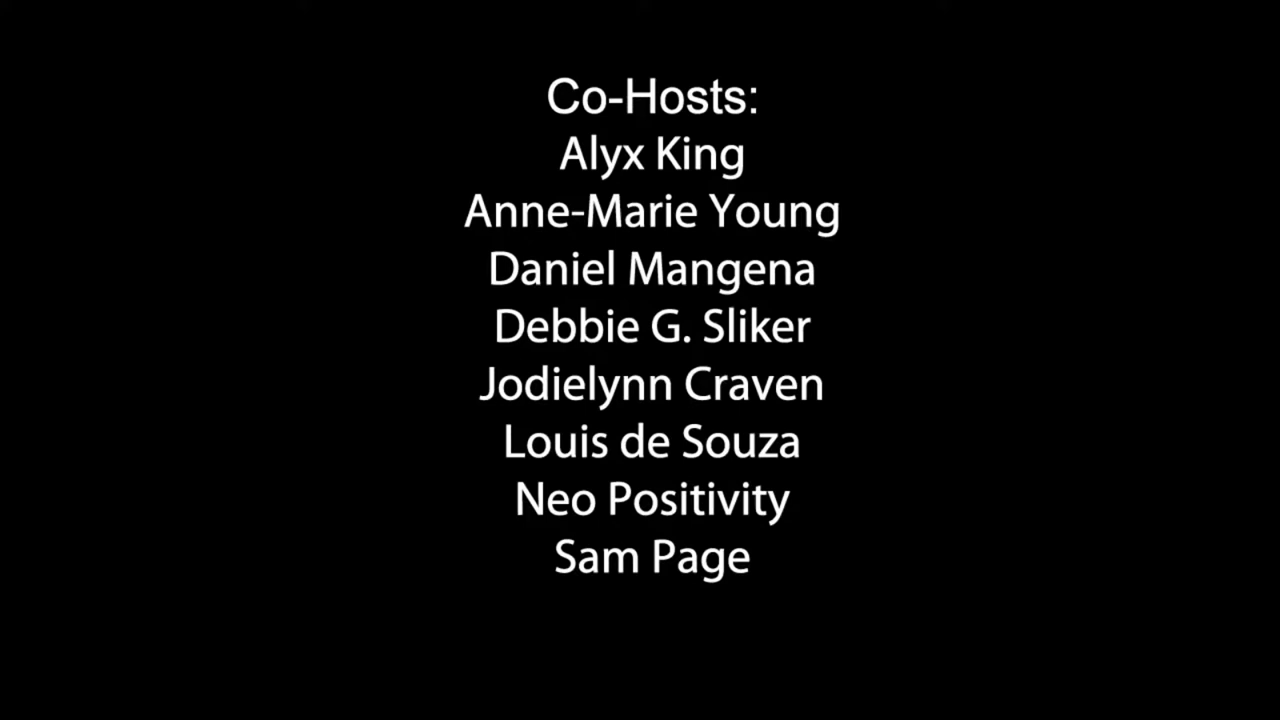 Co-Hosts:
Alyx King
Anne-Marie Young
Daniel Mangena
Debbie G. Sliker
Jodielynn Craven
Louis de Souza
Neo Positivity
Sam Page